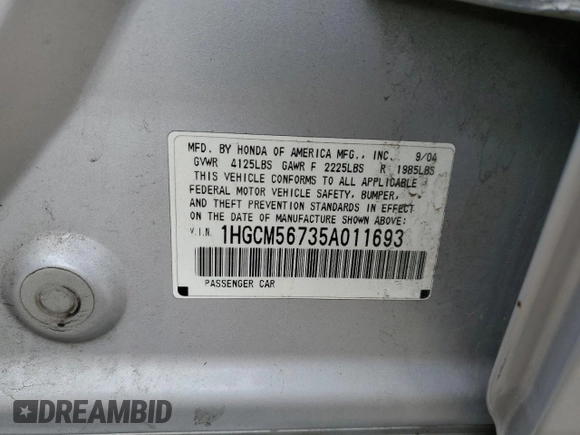 MFD. BY HONDA OF AMERICA MFG., INC. 9/04
GVWR 4125LBS GAWR F 2225LBS R 1985LBS
THIS VEHICLE CONFORMS TO ALL APPLICABLE
FEDERAL MOTOR VEHICLE SAFETY, BUMPER,
AND THEFT PREVENTION STANDARDS IN EFFECT
ON THE DATE OF MANUFACTURE SHOWN ABOVE:
V.I.N. 1HGCM56735A011693
PASSENGER CAR
DREAMBID